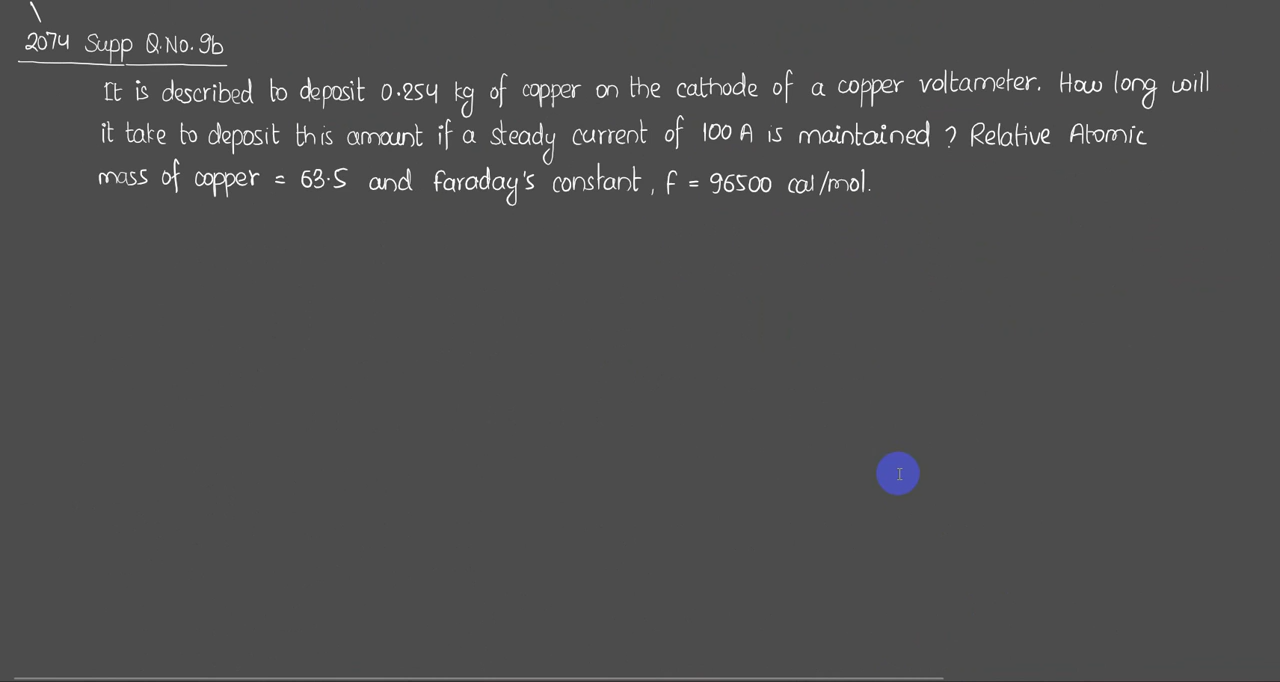 2074 Supp Q.No.9b
It is described to deposit 0.254 kg of copper on the cathode of a copper voltameter. How long will
it take to deposit this amount if a steady current of 100 A is maintained ? Relative Atomic
mass of copper = 63.5 and faraday's constant, f = 96500 cal/mol.